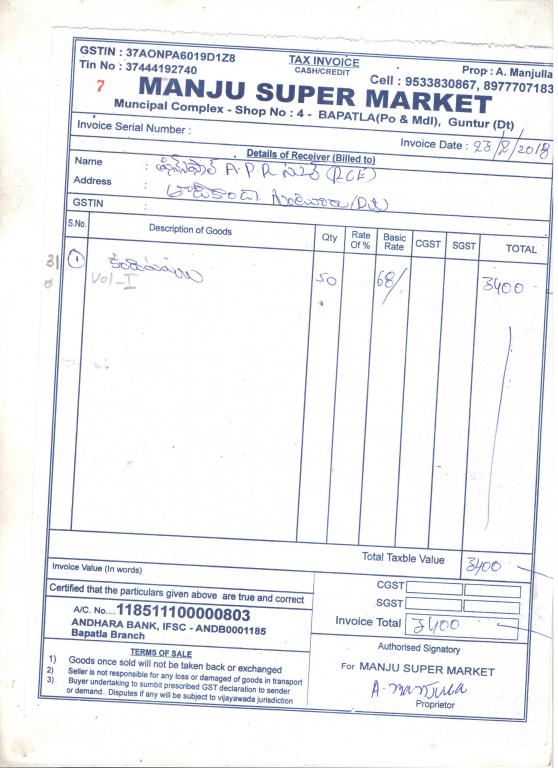 GSTIN : 37AONPA6019D1Z8
Tin No : 37444192740
TAX INVOICE
CASH/CREDIT
Prop : A. Manjulla
Cell : 9533830867, 8977707183
7
MANJU SUPER MARKET
Muncipal Complex - Shop No : 4 - BAPATLA(Po & Mdl), Guntur (Dt)
Invoice Serial Number :
Invoice Date : 23/8/2018
Details of Receiver (Billed to)
Name : ప్రిన్సిపాల్ A.P.R (RCE)
Address : తాడికొండ. గుంటూరు (Dt)
GSTIN :
S.No. Description of Goods Qty Rate Of % Basic Rate CGST SGST TOTAL
31 1 కందిపప్పు 50 68/ 3400
Vol-I
Total Taxble Value 3400
Invoice Value (In words)
CGST
SGST
Invoice Total 3400
Certified that the particulars given above are true and correct
A/C. No....118511100000803
ANDHARA BANK, IFSC - ANDB0001185
Bapatla Branch
TERMS OF SALE
1) Goods once sold will not be taken back or exchanged
2) Seller is not responsible for any loss or damaged of goods in transport
3) Buyer undertaking to sumbit prescribed GST declaration to sender
or demand.. Disputes if any will be subject to vijayawada jurisdiction
Authorised Signatory
For MANJU SUPER MARKET
A. Manjula
Proprietor